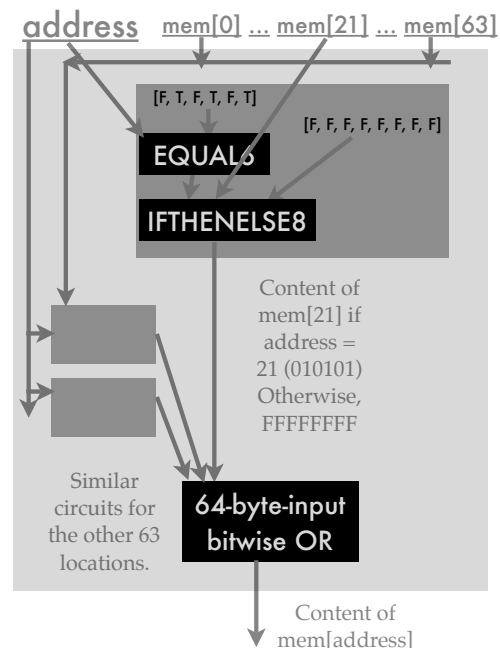 address mem[0] ... mem[21] ... mem[63]
[F, T, F, T, F, T]
[F, F, F, F, F, F, F, F]
EQUAL6
IFTHENELSE8
Content of
mem[21] if
address =
21 (010101)
Otherwise,
FFFFFFFF
Similar
circuits for
the other 63
locations.
64-byte-input
bitwise OR
Content of
mem[address]